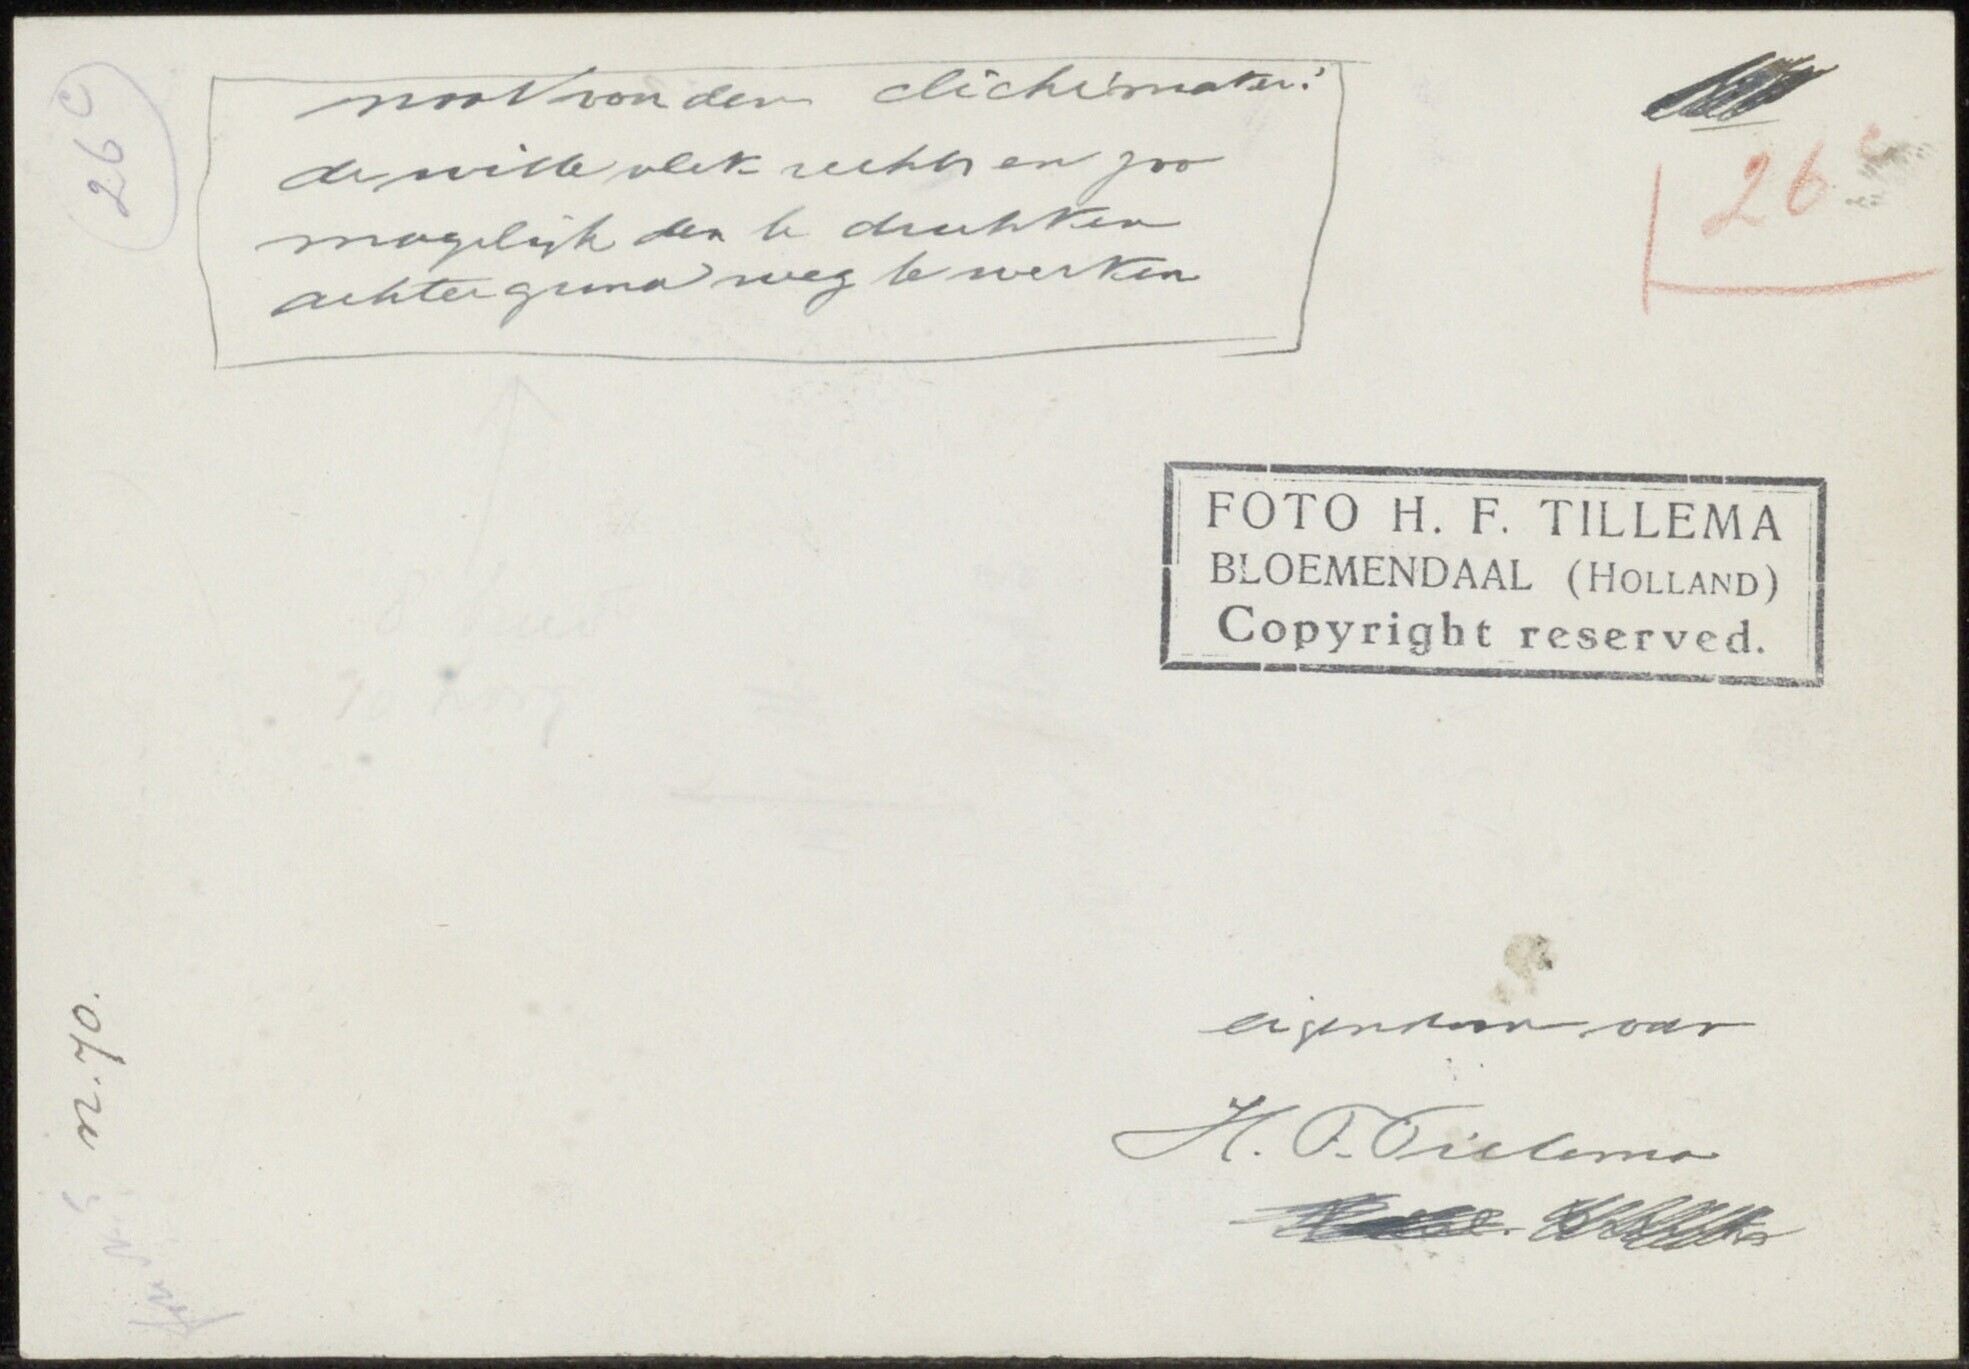 noot voor den clichémaker:
de witte vlek rechts en zoo
mogelijk den te drukken
achtergrond weg te werken
26c
26c
FOTO H. F. TILLEMA
BLOEMENDAAL (HOLLAND)
Copyright reserved.
eigendom van
H. F. Tillema